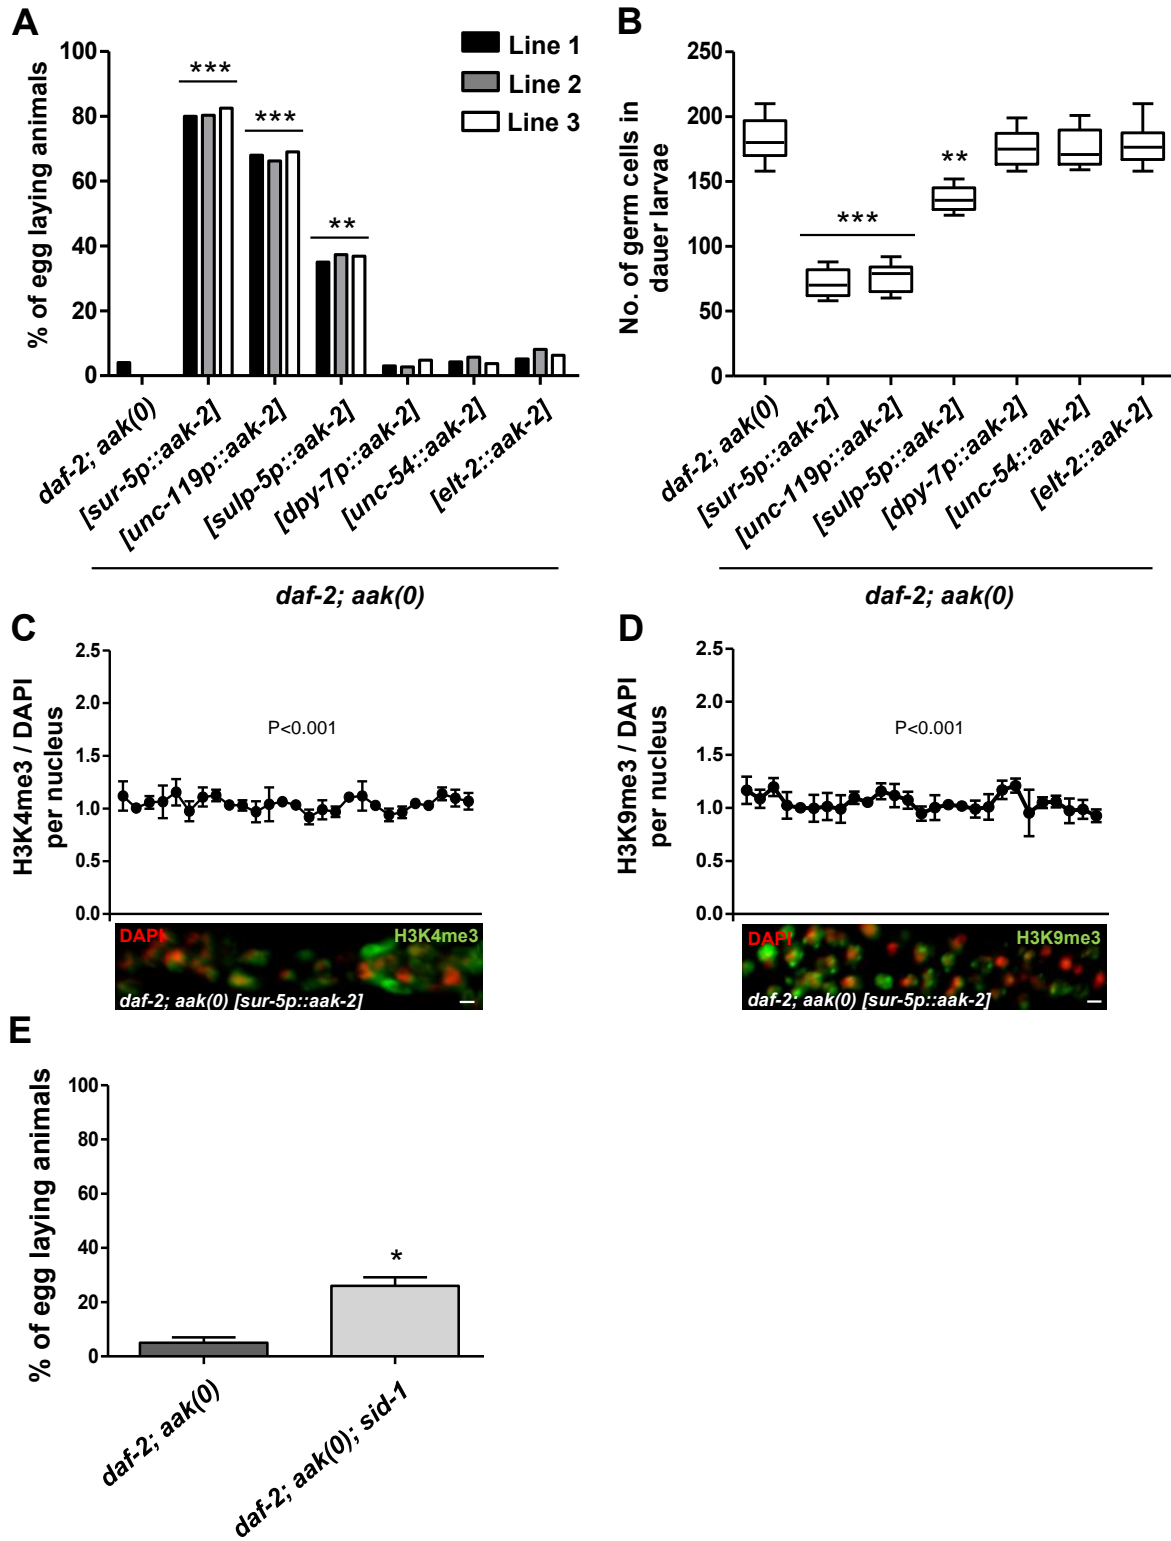 A
% of egg laying animals
100
80
60
40
20
0
***
***
**
Line 1
Line 2
Line 3
daf-2; aak(0)
[sur-5p::aak-2]
[unc-119p::aak-2]
[sulp-5p::aak-2]
[dpy-7p::aak-2]
[unc-54::aak-2]
[elt-2::aak-2]
daf-2; aak(0)
B
No. of germ cells in
dauer larvae
250
200
150
100
50
0
***
**
daf-2; aak(0)
[sur-5p::aak-2]
[unc-119p::aak-2]
[sulp-5p::aak-2]
[dpy-7p::aak-2]
[unc-54::aak-2]
[elt-2::aak-2]
daf-2; aak(0)
C
H3K4me3 / DAPI
per nucleus
2.5
2.0
1.5
1.0
0.5
0.0
P<0.001
DAPI
H3K4me3
daf-2; aak(0) [sur-5p::aak-2]
D
H3K9me3 / DAPI
per nucleus
2.5
2.0
1.5
1.0
0.5
0.0
P<0.001
DAPI
H3K9me3
daf-2; aak(0) [sur-5p::aak-2]
E
% of egg laying animals
100
80
60
40
20
0
*
daf-2; aak(0)
daf-2; aak(0); sid-1